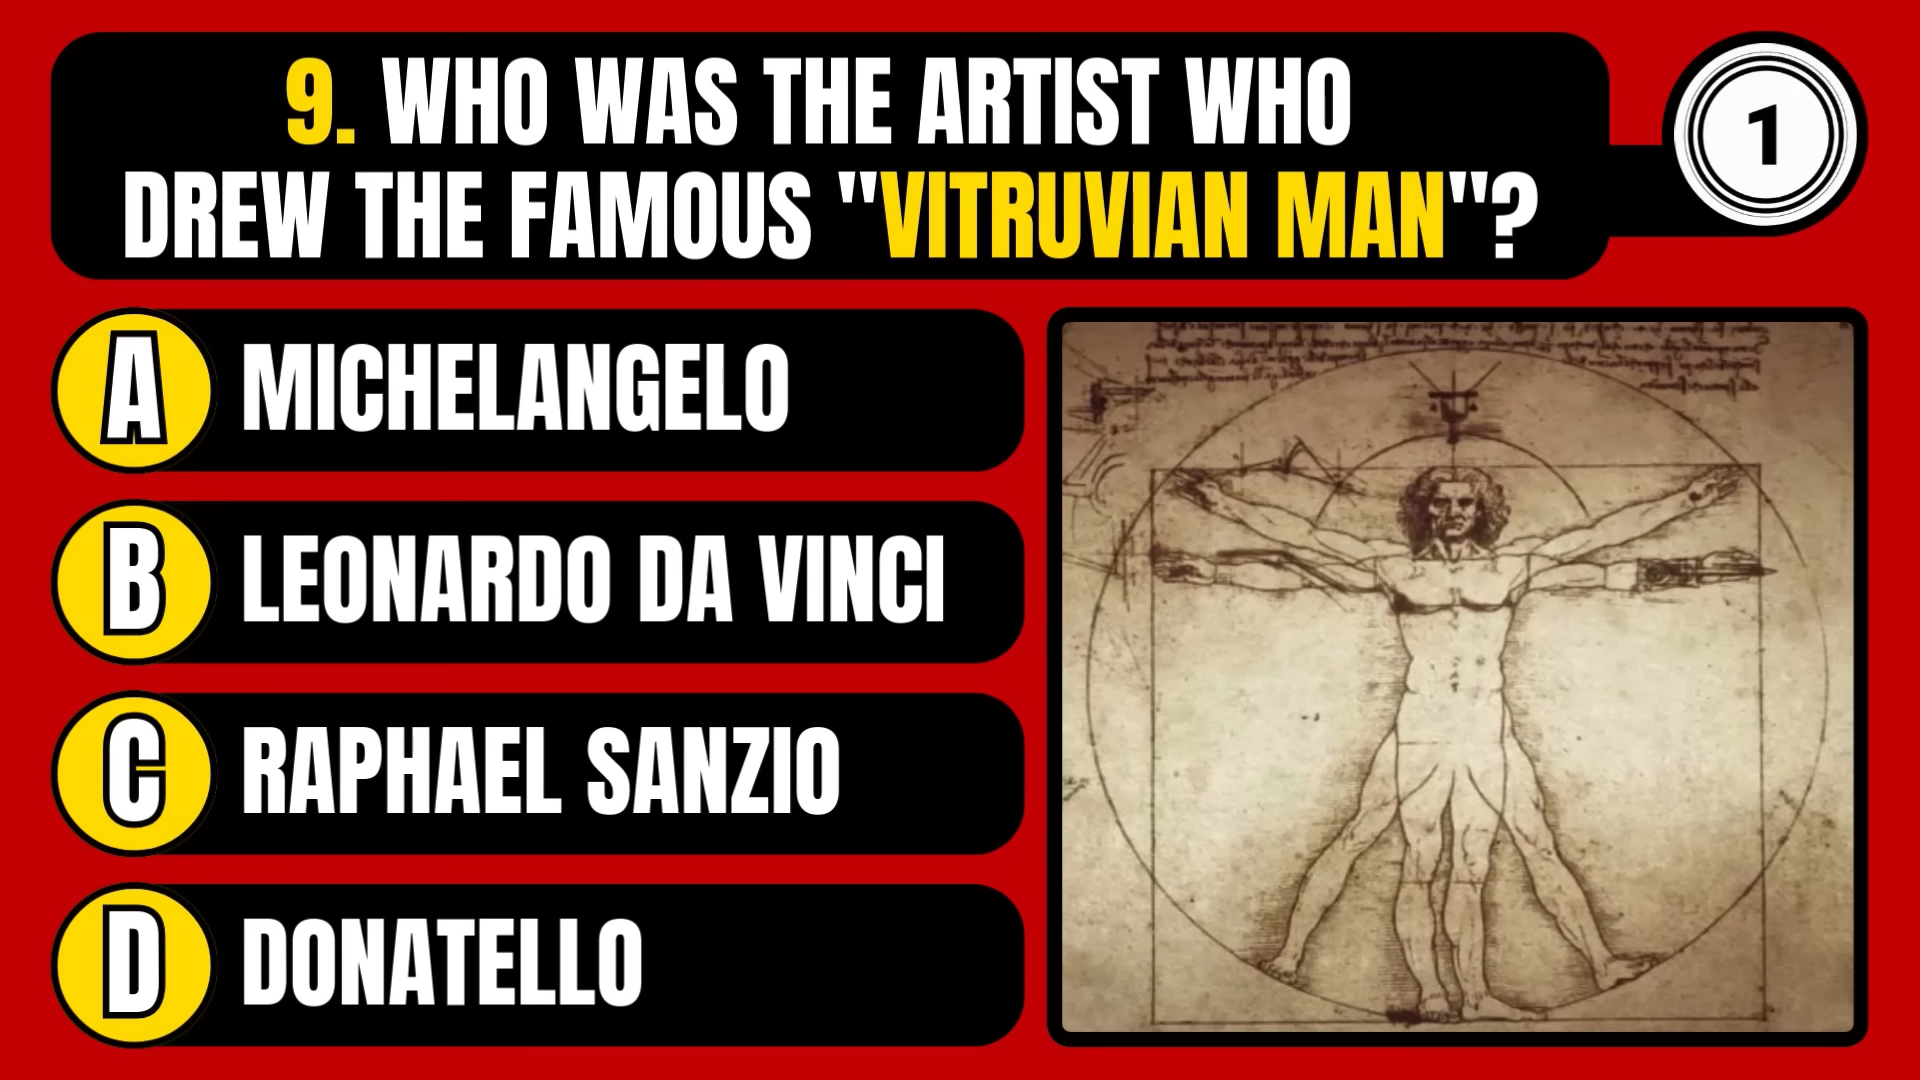 9. WHO WAS THE ARTIST WHO
DREW THE FAMOUS "VITRUVIAN MAN"?
1
A MICHELANGELO
B LEONARDO DA VINCI
C RAPHAEL SANZIO
D DONATELLO